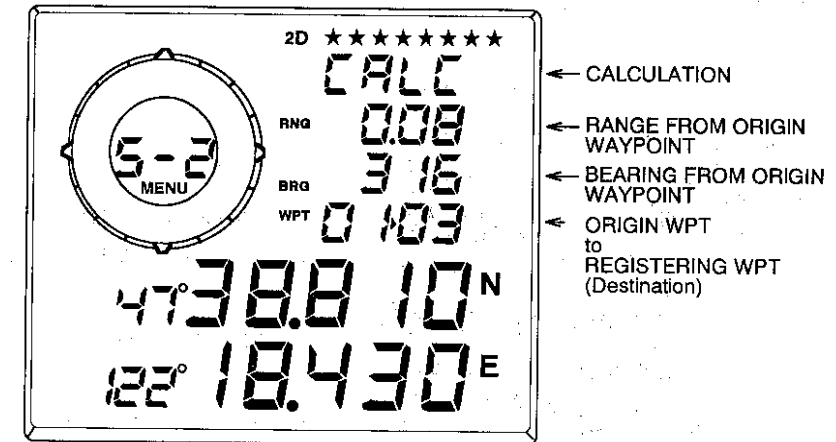 2D ★★★★★★★★
CALC
← CALCULATION
RNG 0.08
← RANGE FROM ORIGIN
WAYPOINT
5-2
MENU
BRG 316
← BEARING FROM ORIGIN
WAYPOINT
WPT 01›03
← ORIGIN WPT
to
REGISTERING WPT
(Destination)
47°38.810 N
122°18.430 E